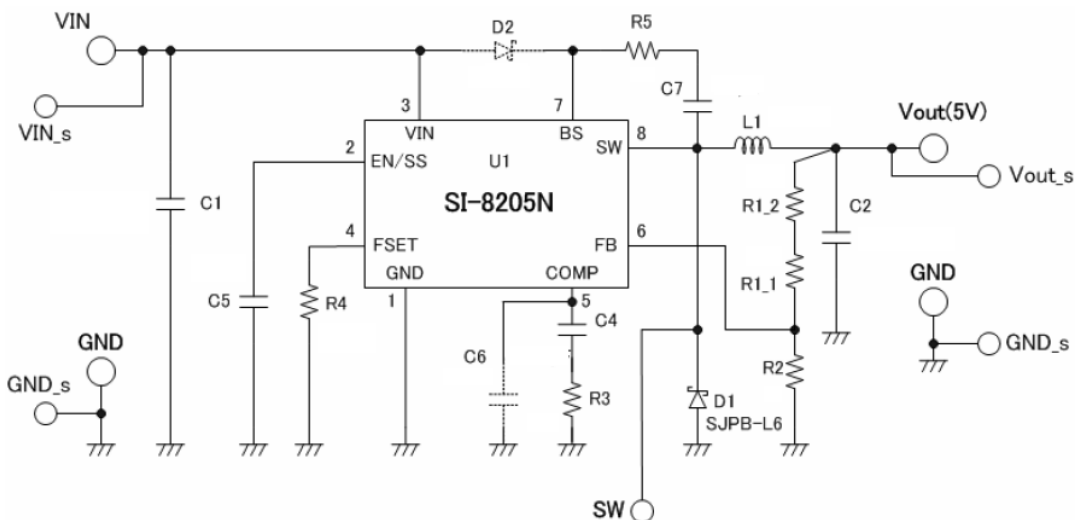 VIN
D2
R5
C7
3
7
VIN_s
VIN
BS
L1
Vout(5V)
2
EN/SS
U1
SW
8
Vout_s
C1
SI-8205N
R1_2
C2
4
FSET
FB
6
GND
COMP
R1_1
GND
C5
R4
1
5
C4
GND
C6
R2
GND_s
GND_s
R3
D1
SJPB-L6
SW